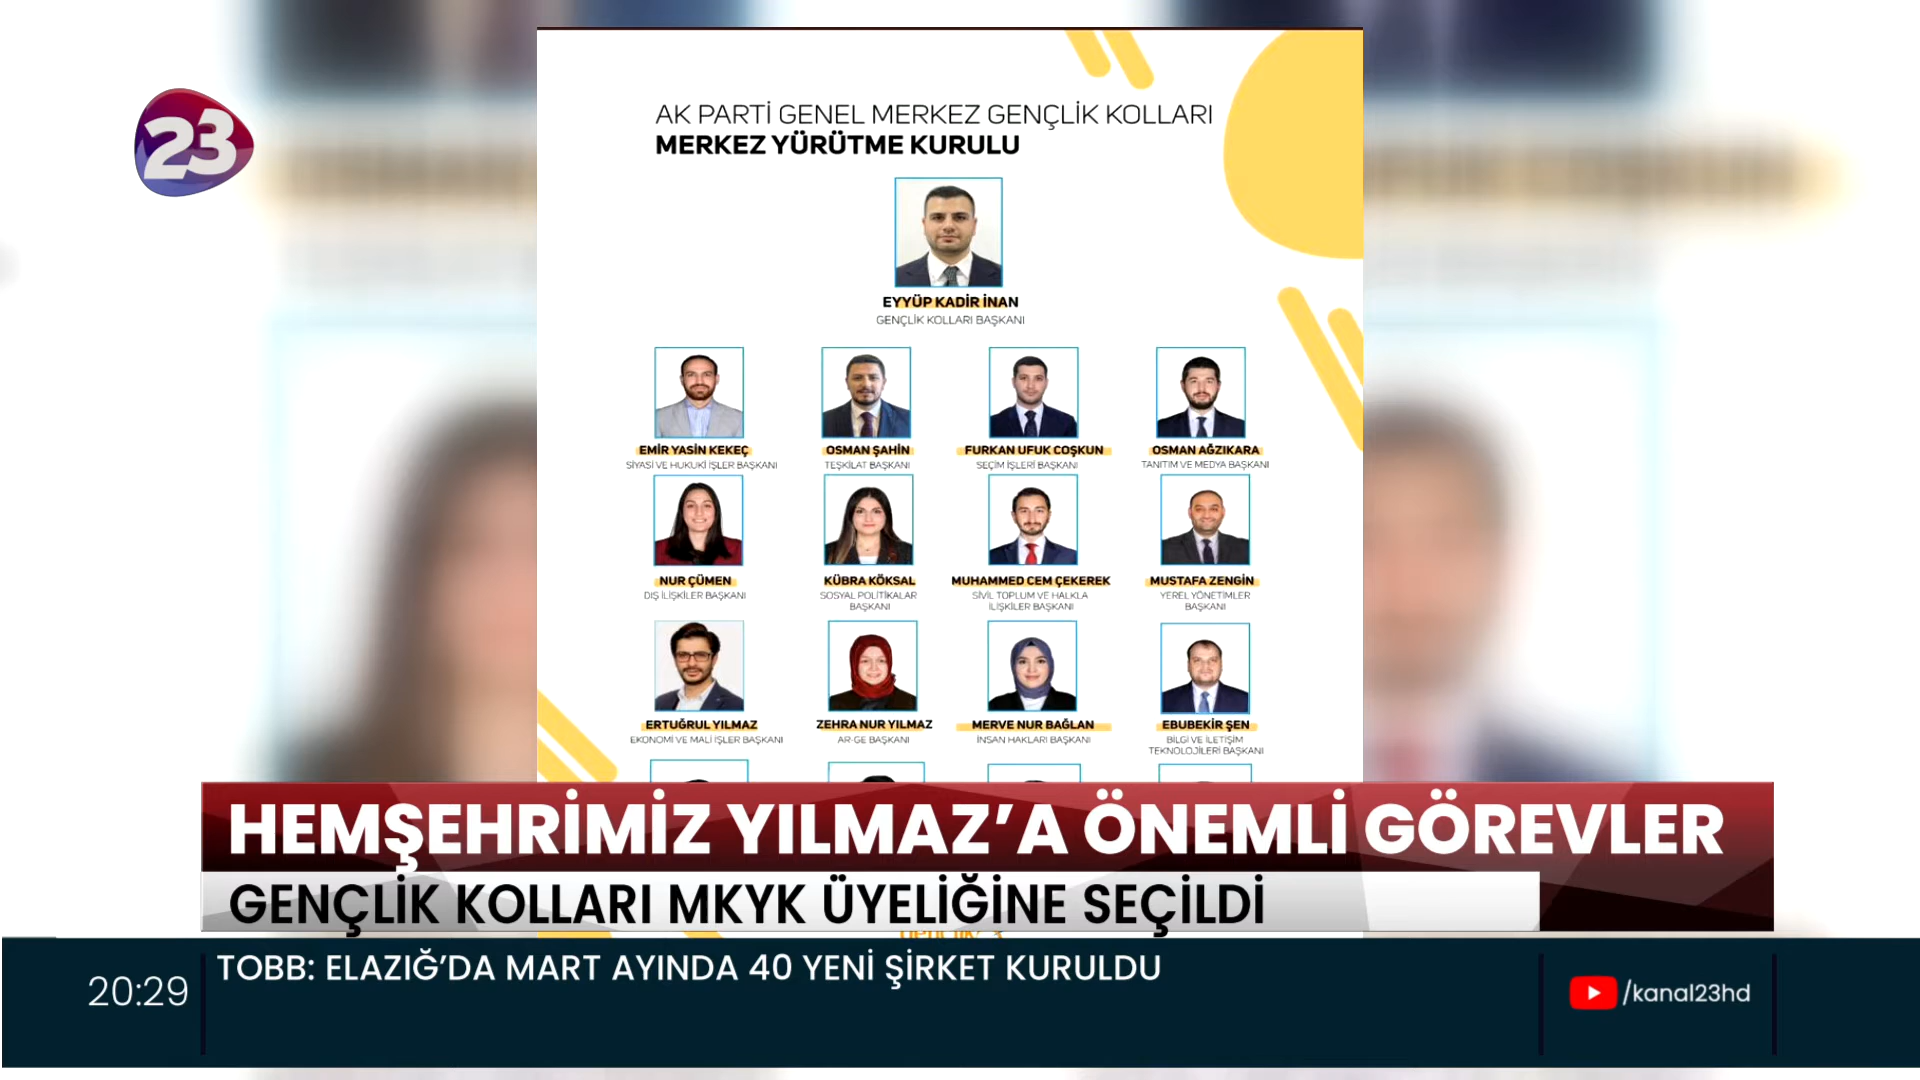 23
AK PARTİ GENEL MERKEZ GENÇLİK KOLLARI
MERKEZ YÜRÜTME KURULU
EYYÜP KADİR İNAN
GENÇLİK KOLLARI BAŞKANI
EMİR YASİN KEKEÇ
SİYASİ VE HUKUKİ İŞLER BAŞKANI
OSMAN ŞAHİN
TEŞKİLAT BAŞKANI
FURKAN UFUK COŞKUN
SEÇİM İŞLERİ BAŞKANI
OSMAN AĞZIKARA
TANITIM VE MEDYA BAŞKANI
NUR ÇÜMEN
DIŞ İLİŞKİLER BAŞKANI
KÜBRA KÖKSAL
SOSYAL POLİTİKALAR
BAŞKANI
MUHAMMED CEM ÇEKEREK
SİVİL TOPLUM VE HALKLA
İLİŞKİLER BAŞKANI
MUSTAFA ZENGİN
YEREL YÖNETİMLER
BAŞKANI
ERTUĞRUL YILMAZ
EKONOMİ VE MALİ İŞLER BAŞKANI
ZEHRA NUR YILMAZ
AR-GE BAŞKANI
MERVE NUR BAĞLAN
İNSAN HAKLARI BAŞKANI
EBUBEKİR ŞEN
BİLGİ VE İLETİŞİM
TEKNOLOJİLERİ BAŞKANI
HEMŞEHRİMİZ YILMAZ’A ÖNEMLİ GÖREVLER
GENÇLİK KOLLARI MKYK ÜYELİĞİNE SEÇİLDİ
20:29
TOBB: ELAZIĞ’DA MART AYINDA 40 YENİ ŞİRKET KURULDU
/kanal23hd